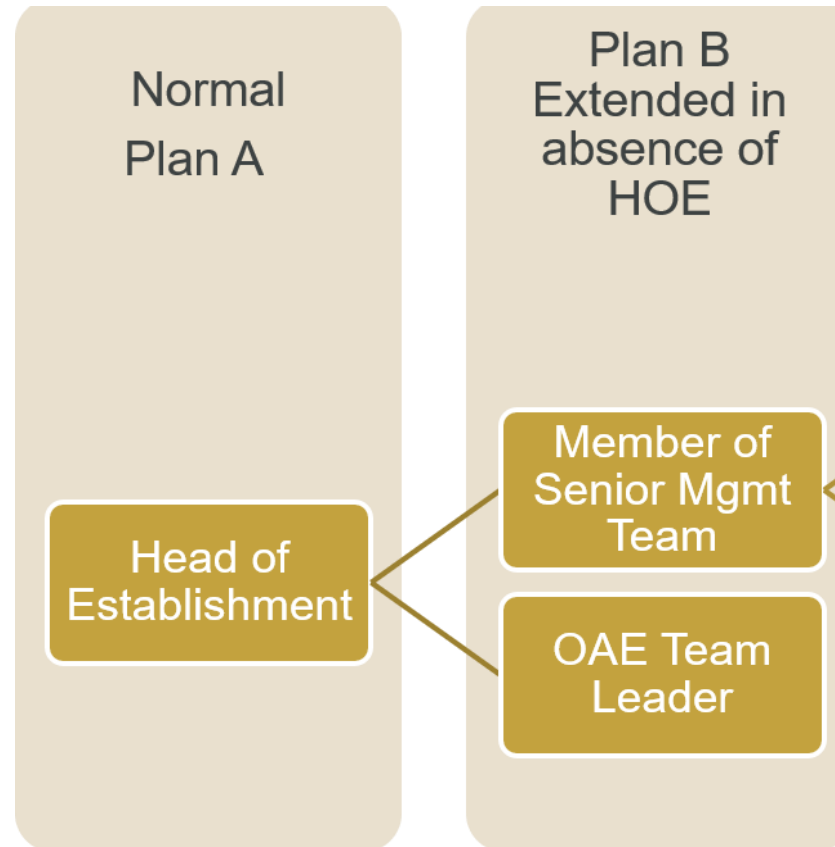 Normal
Plan A
Head of
Establishment
Plan B
Extended in
absence of
HOE
Member of
Senior Mgmt
Team
OAE Team
Leader